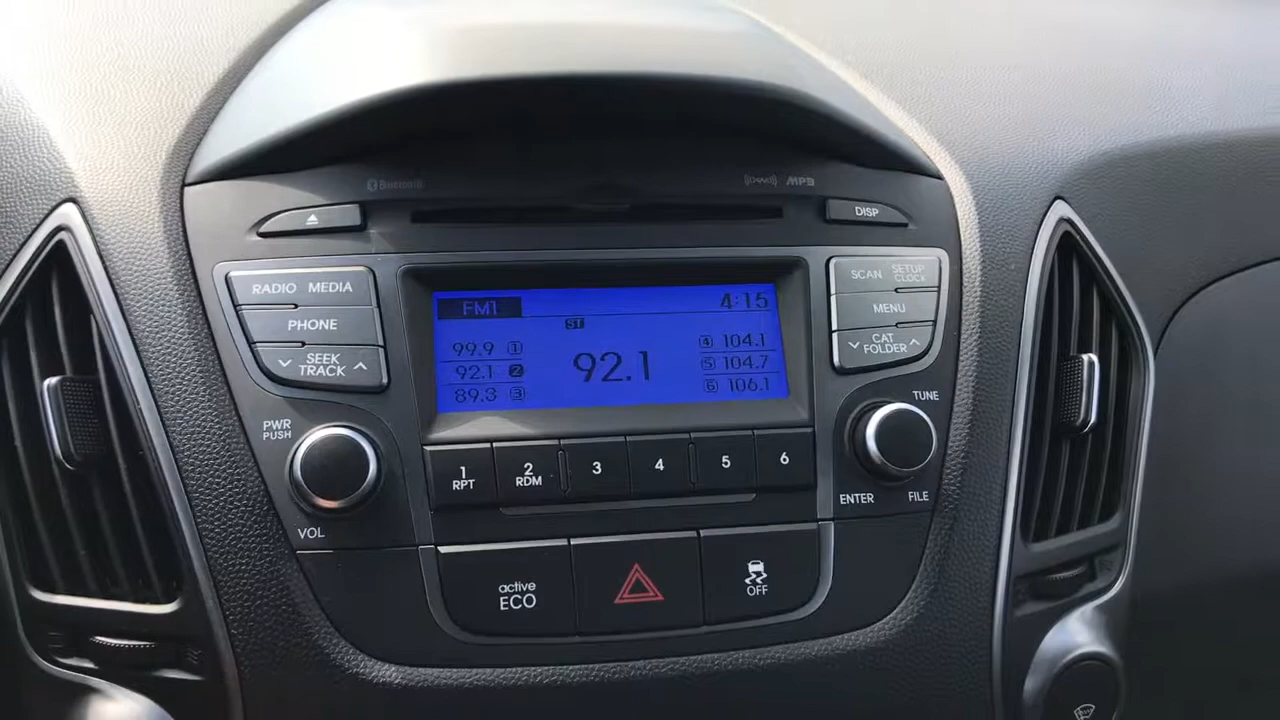 Bluetooth
MP3
DISP
RADIO MEDIA
PHONE
SEEK
TRACK
SCAN SETUP
CLOCK
MENU
CAT
FOLDER
FM1 4:15
ST
99.9 1
92.1 2
89.3 3
92.1
4 104.1
5 104.7
6 106.1
PWR
PUSH
VOL
TUNE
ENTER FILE
1
RPT
2
RDM
3
4
5
6
active
ECO
OFF